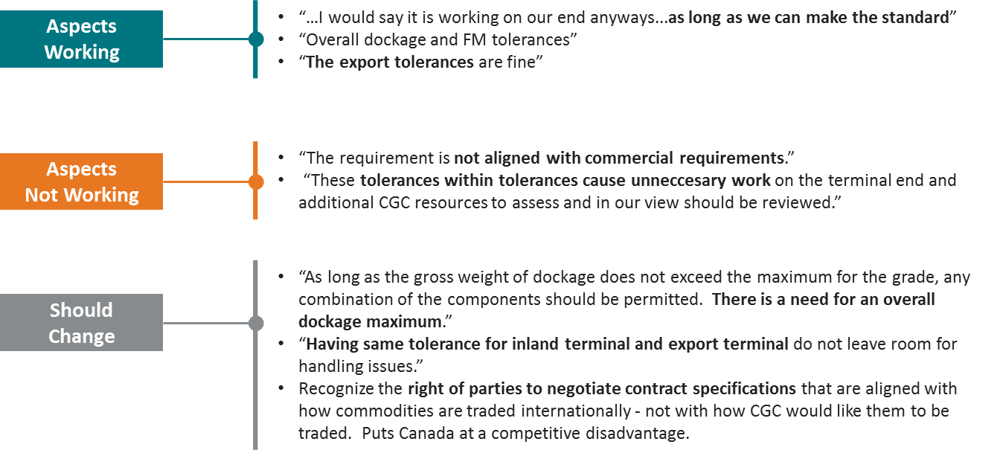 Aspects
Working
• “…I would say it is working on our end anyways...as long as we can make the standard”
• “Overall dockage and FM tolerances”
• “The export tolerances are fine”
Aspects
Not Working
• “The requirement is not aligned with commercial requirements.”
• “These tolerances within tolerances cause unneccesary work on the terminal end and
additional CGC resources to assess and in our view should be reviewed.”
Should
Change
• “As long as the gross weight of dockage does not exceed the maximum for the grade, any
combination of the components should be permitted.  There is a need for an overall
dockage maximum.”
• “Having same tolerance for inland terminal and export terminal do not leave room for
handling issues.”
• Recognize the right of parties to negotiate contract specifications that are aligned with
how commodities are traded internationally - not with how CGC would like them to be
traded.  Puts Canada at a competitive disadvantage.